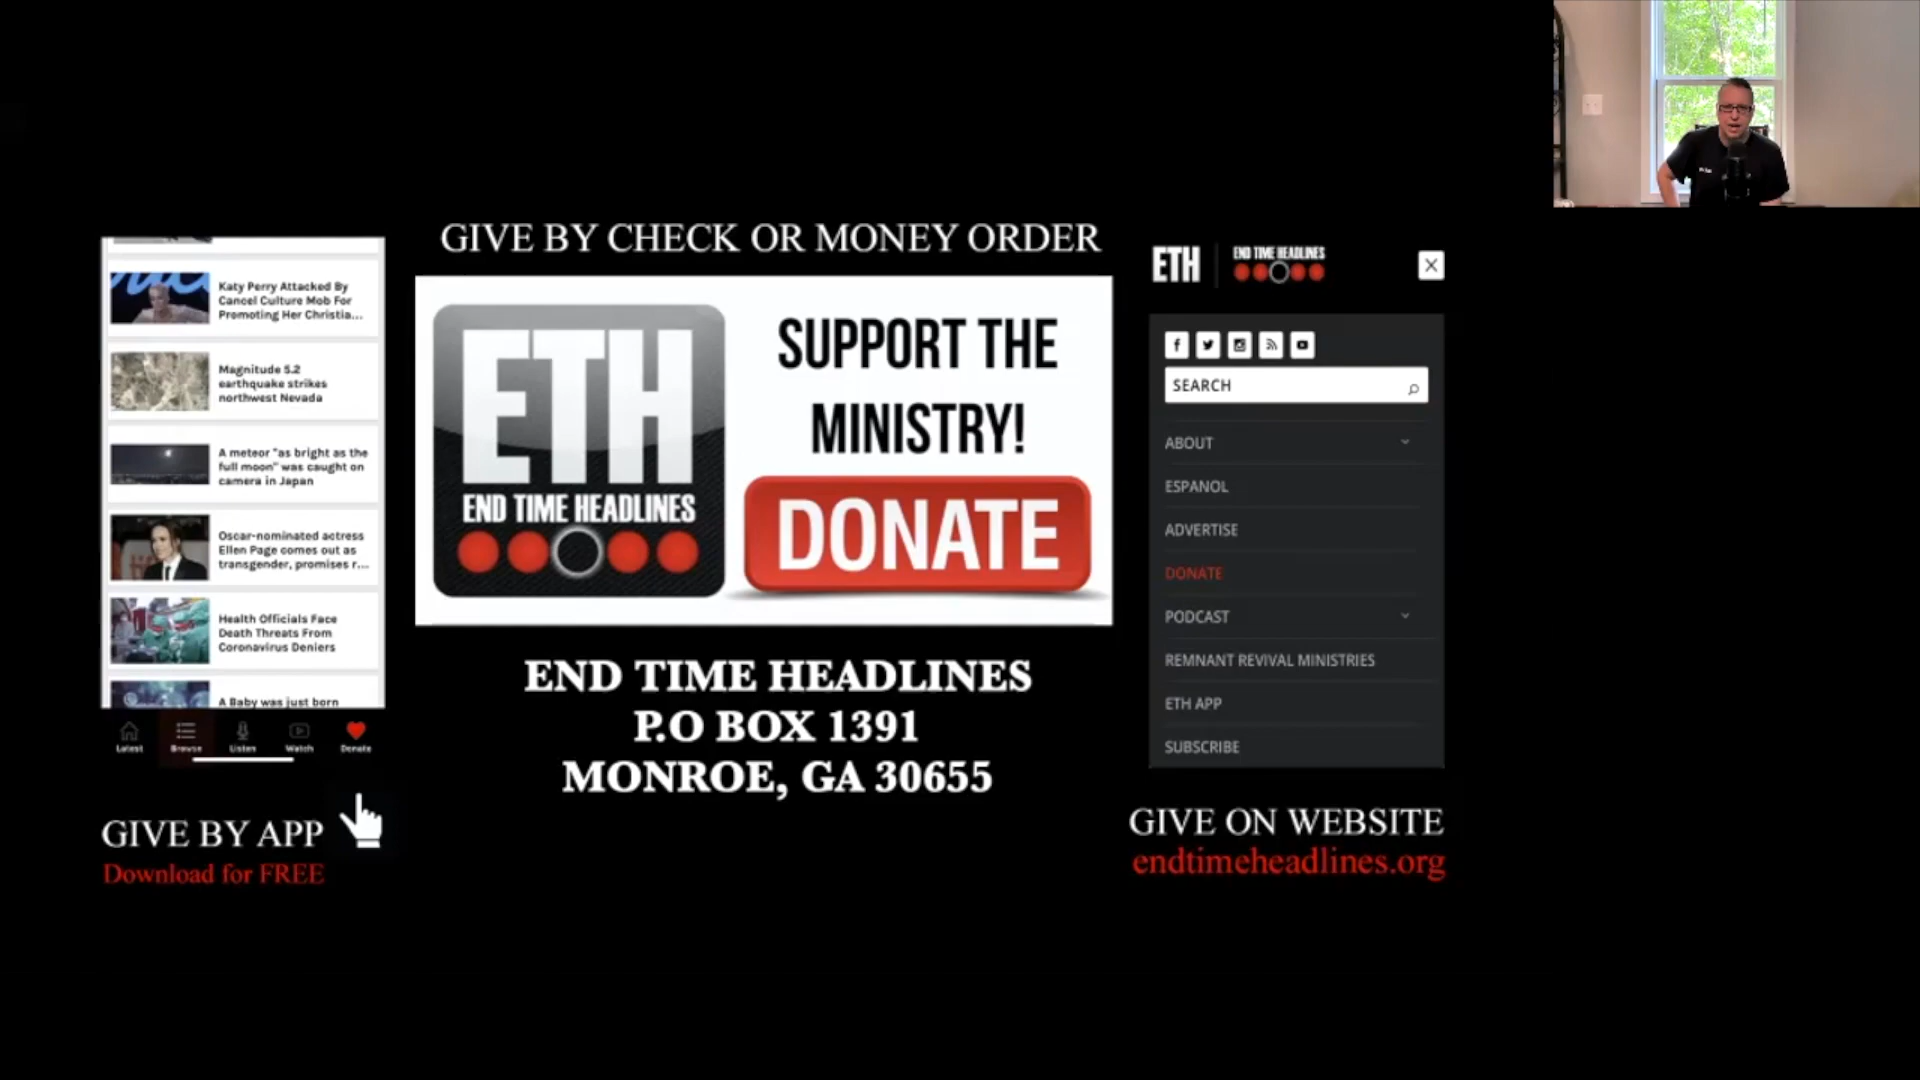 Katy Perry Attacked By
Cancel Culture Mob For
Promoting Her Christia...
Magnitude 5.2
earthquake strikes
northwest Nevada
A meteor "as bright as the
full moon" was caught on
camera in Japan
Oscar-nominated actress
Ellen Page comes out as
transgender, promises r...
Health Officials Face
Death Threats From
Coronavirus Deniers
A Baby was just born
Latest
Browse
Listen
Watch
Donate
GIVE BY APP
Download for FREE
GIVE BY CHECK OR MONEY ORDER
ETH
END TIME HEADLINES
SUPPORT THE
MINISTRY!
DONATE
END TIME HEADLINES
P.O BOX 1391
MONROE, GA 30655
ETH
END TIME HEADLINES
SEARCH
ABOUT
ESPANOL
ADVERTISE
DONATE
PODCAST
REMNANT REVIVAL MINISTRIES
ETH APP
SUBSCRIBE
GIVE ON WEBSITE
endtimeheadlines.org